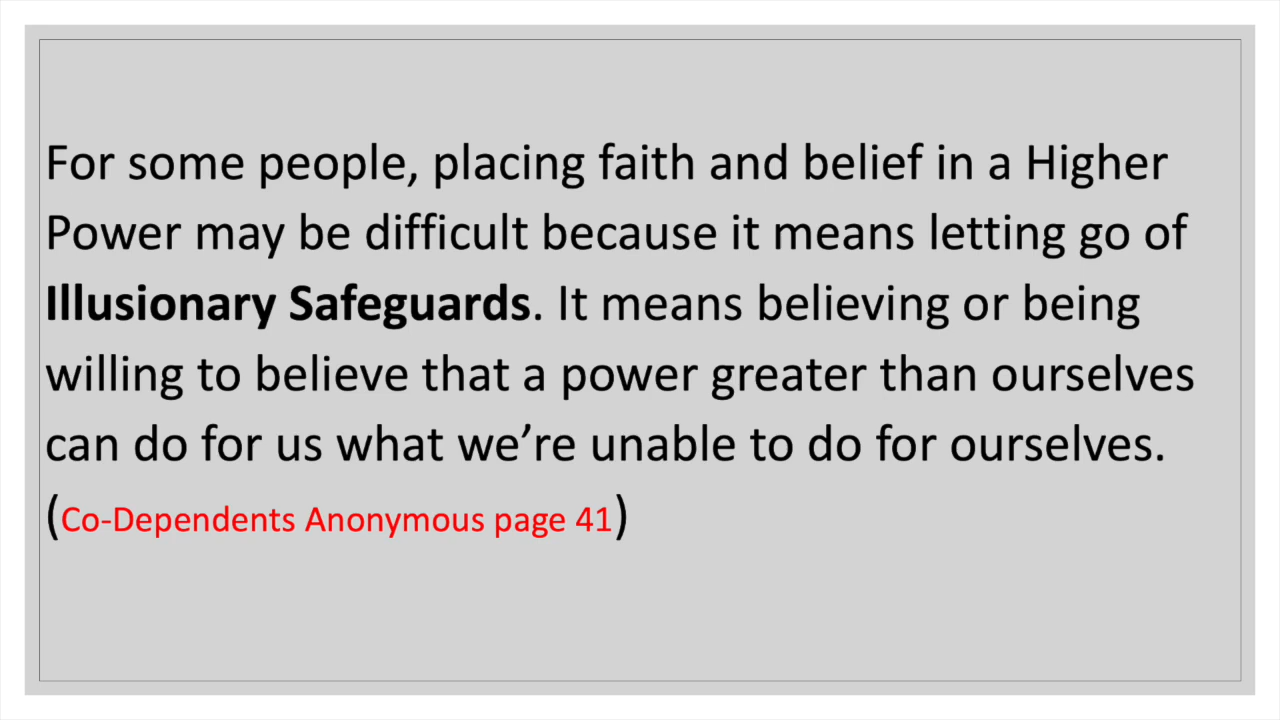 For some people, placing faith and belief in a Higher
Power may be difficult because it means letting go of
Illusionary Safeguards. It means believing or being
willing to believe that a power greater than ourselves
can do for us what we’re unable to do for ourselves.
(Co-Dependents Anonymous page 41)